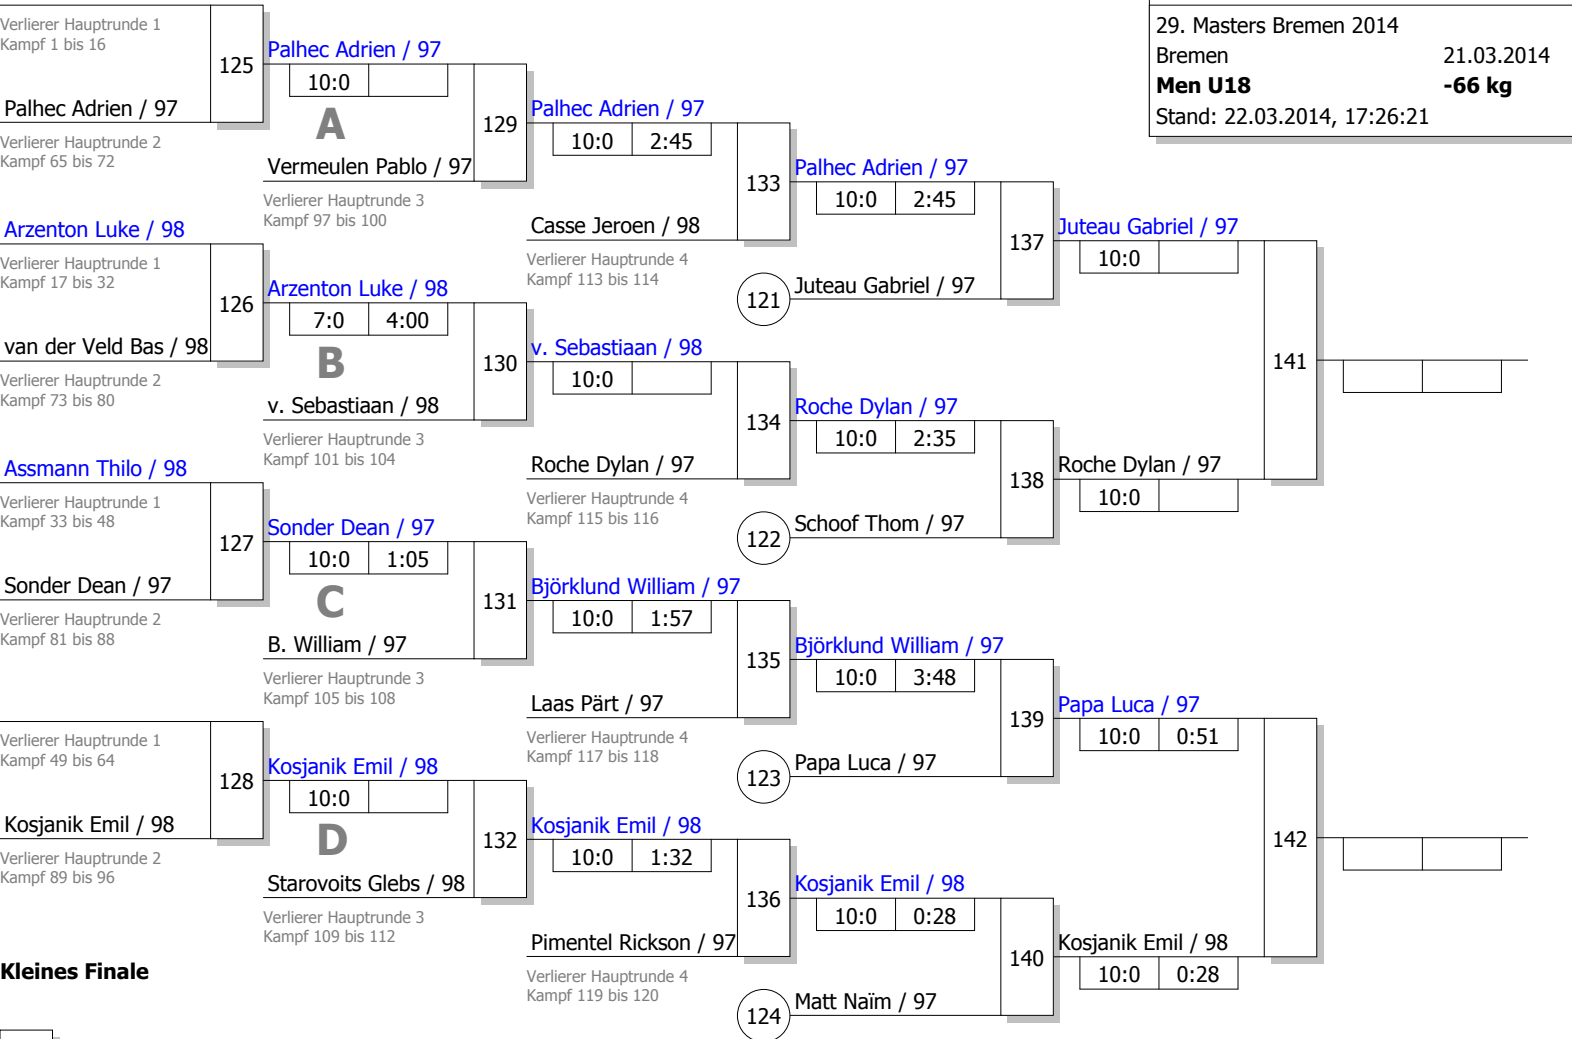 29. Masters Bremen 2014
Bremen 21.03.2014
Men U18 -66 kg
Stand: 22.03.2014, 17:26:21
Verlierer Hauptrunde 1
Kampf 1 bis 16
125
Palhec Adrien / 97
Verlierer Hauptrunde 2
Kampf 65 bis 72
Arzenton Luke / 98
Verlierer Hauptrunde 1
Kampf 17 bis 32
126
van der Veld Bas / 98
Verlierer Hauptrunde 2
Kampf 73 bis 80
Assmann Thilo / 98
Verlierer Hauptrunde 1
Kampf 33 bis 48
127
Sonder Dean / 97
Verlierer Hauptrunde 2
Kampf 81 bis 88
Verlierer Hauptrunde 1
Kampf 49 bis 64
128
Kosjanik Emil / 98
Verlierer Hauptrunde 2
Kampf 89 bis 96
Kleines Finale
Palhec Adrien / 97
10:0
A
129
Vermeulen Pablo / 97
Verlierer Hauptrunde 3
Kampf 97 bis 100
Arzenton Luke / 98
7:0 4:00
B
130
v. Sebastiaan / 98
Verlierer Hauptrunde 3
Kampf 101 bis 104
Sonder Dean / 97
10:0 1:05
C
131
B. William / 97
Verlierer Hauptrunde 3
Kampf 105 bis 108
Kosjanik Emil / 98
10:0
D
132
Starovoits Glebs / 98
Verlierer Hauptrunde 3
Kampf 109 bis 112
Palhec Adrien / 97
10:0 2:45
133
Casse Jeroen / 98
Verlierer Hauptrunde 4
Kampf 113 bis 114
v. Sebastiaan / 98
10:0
134
Roche Dylan / 97
Verlierer Hauptrunde 4
Kampf 115 bis 116
Björklund William / 97
10:0 1:57
135
Laas Pärt / 97
Verlierer Hauptrunde 4
Kampf 117 bis 118
Kosjanik Emil / 98
10:0 1:32
136
Pimentel Rickson / 97
Verlierer Hauptrunde 4
Kampf 119 bis 120
Palhec Adrien / 97
10:0 2:45
137
121 Juteau Gabriel / 97
Roche Dylan / 97
10:0 2:35
138
122 Schoof Thom / 97
Björklund William / 97
10:0 3:48
139
123 Papa Luca / 97
Kosjanik Emil / 98
10:0 0:28
140
124 Matt Naïm / 97
Juteau Gabriel / 97
10:0
141
Roche Dylan / 97
10:0
Papa Luca / 97
10:0 0:51
142
Kosjanik Emil / 98
10:0 0:28